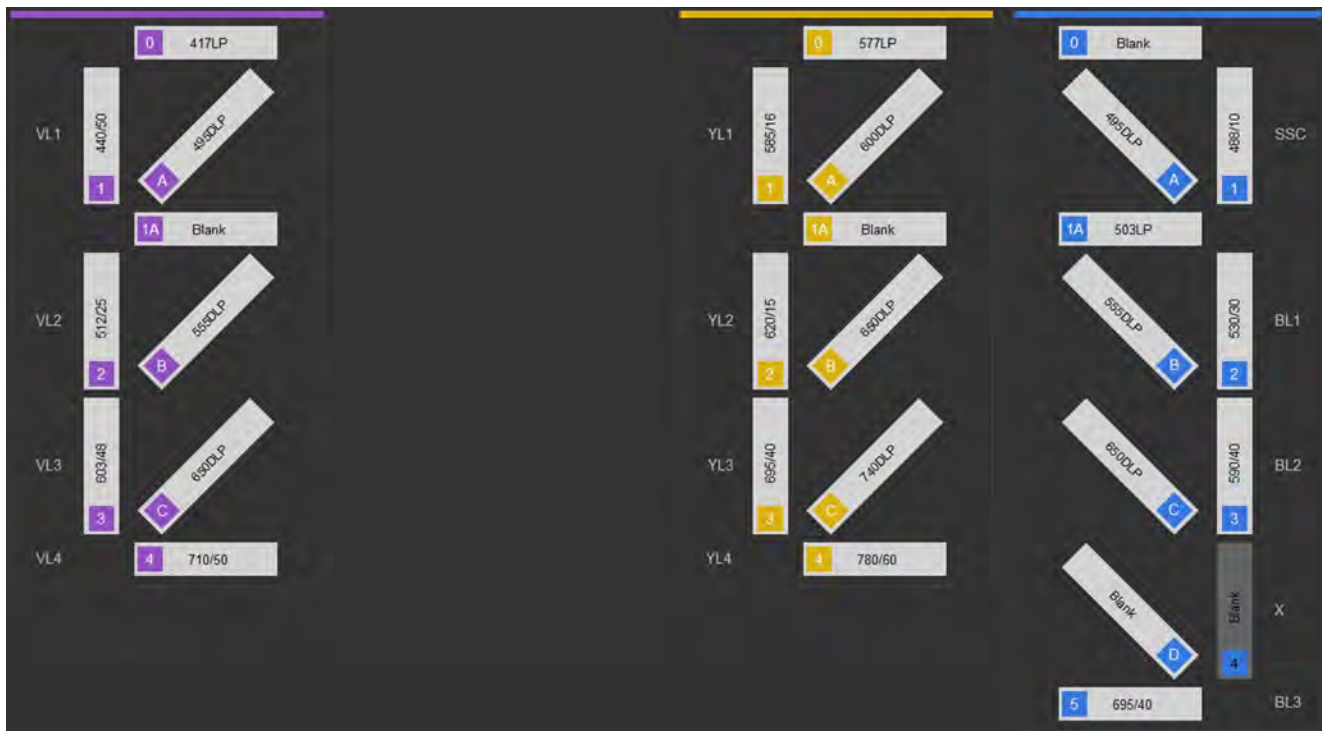 0 417LP
VL1 440/50 1
495DLP A
1A Blank
VL2 512/25 2
555DLP B
VL3 603/48 3
650DLP C
VL4 4 710/50
0 577LP
YL1 585/16 1
600DLP A
1A Blank
YL2 620/15 2
650DLP B
YL3 695/40 3
740DLP C
YL4 4 780/60
0 Blank
495DLP A
488/10 1 SSC
1A 503LP
555DLP B
530/30 2 BL1
650DLP C
590/40 3 BL2
Blank D
Blank 4 X
5 695/40 BL3